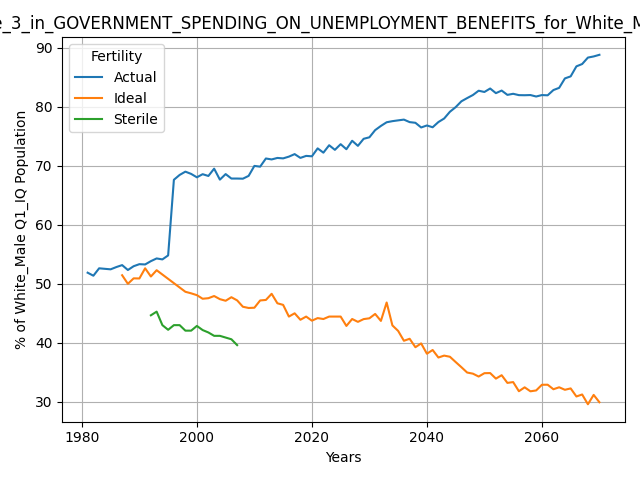 _3_in_GOVERNMENT_SPENDING_ON_UNEMPLOYMENT_BENEFITS_for_White_M
Fertility
Actual
Ideal
Sterile
% of White_Male Q1_IQ Population
90
80
70
60
50
40
30
1980
2000
2020
2040
2060
Years